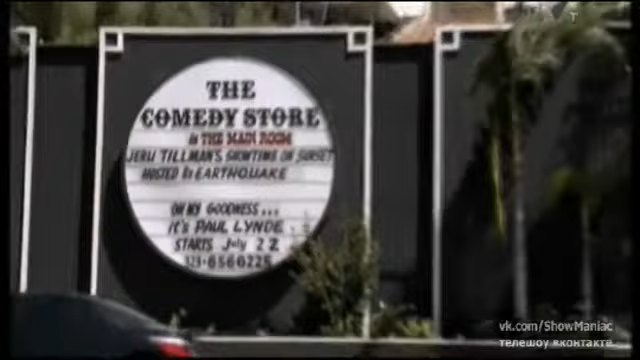 THE
COMEDY STORE
in THE MAIN ROOM
JERU TILLMAN'S SHOWTIME ON SUNSET
HOSTED By EARTHQUAKE
OH MY GOODNESS...
it's PAUL LYNDE
STARTS July 22
323-6560225
vk.com/ShowManiac
телешоу вконтакте